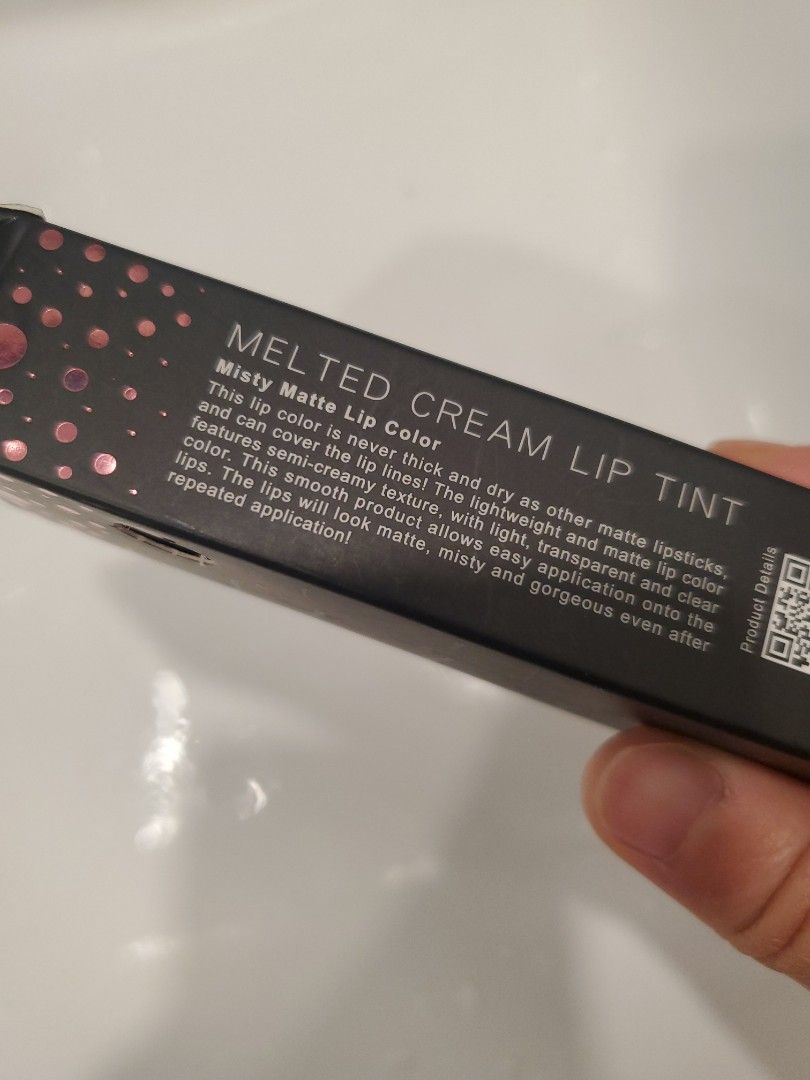 MELTED CREAM LIP TINT
Misty Matte Lip Color
This lip color is never thick and dry as other matte lipsticks,
and can cover the lip lines! The lightweight and matte lip color
features semi-creamy texture, with light, transparent and clear
color. This smooth product allows easy application onto the
lips. The lips will look matte, misty and gorgeous even after
repeated application!
Product Details